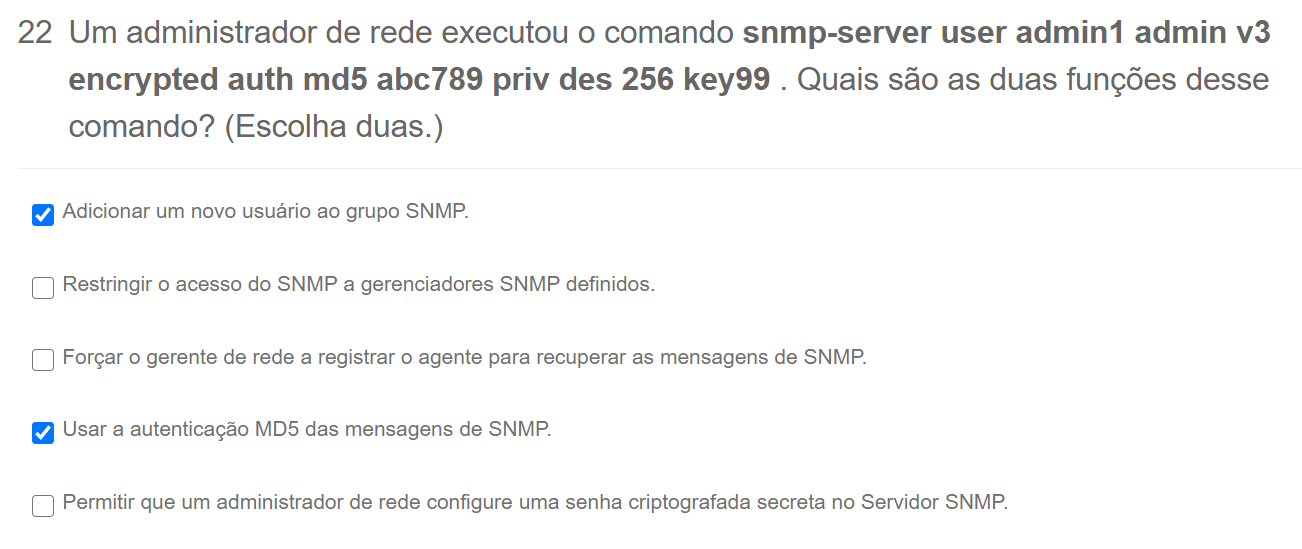 22 Um administrador de rede executou o comando snmp-server user admin1 admin v3
encrypted auth md5 abc789 priv des 256 key99 . Quais são as duas funções desse
comando? (Escolha duas.)
Adicionar um novo usuário ao grupo SNMP.
Restringir o acesso do SNMP a gerenciadores SNMP definidos.
Forçar o gerente de rede a registrar o agente para recuperar as mensagens de SNMP.
Usar a autenticação MD5 das mensagens de SNMP.
Permitir que um administrador de rede configure uma senha criptografada secreta no Servidor SNMP.